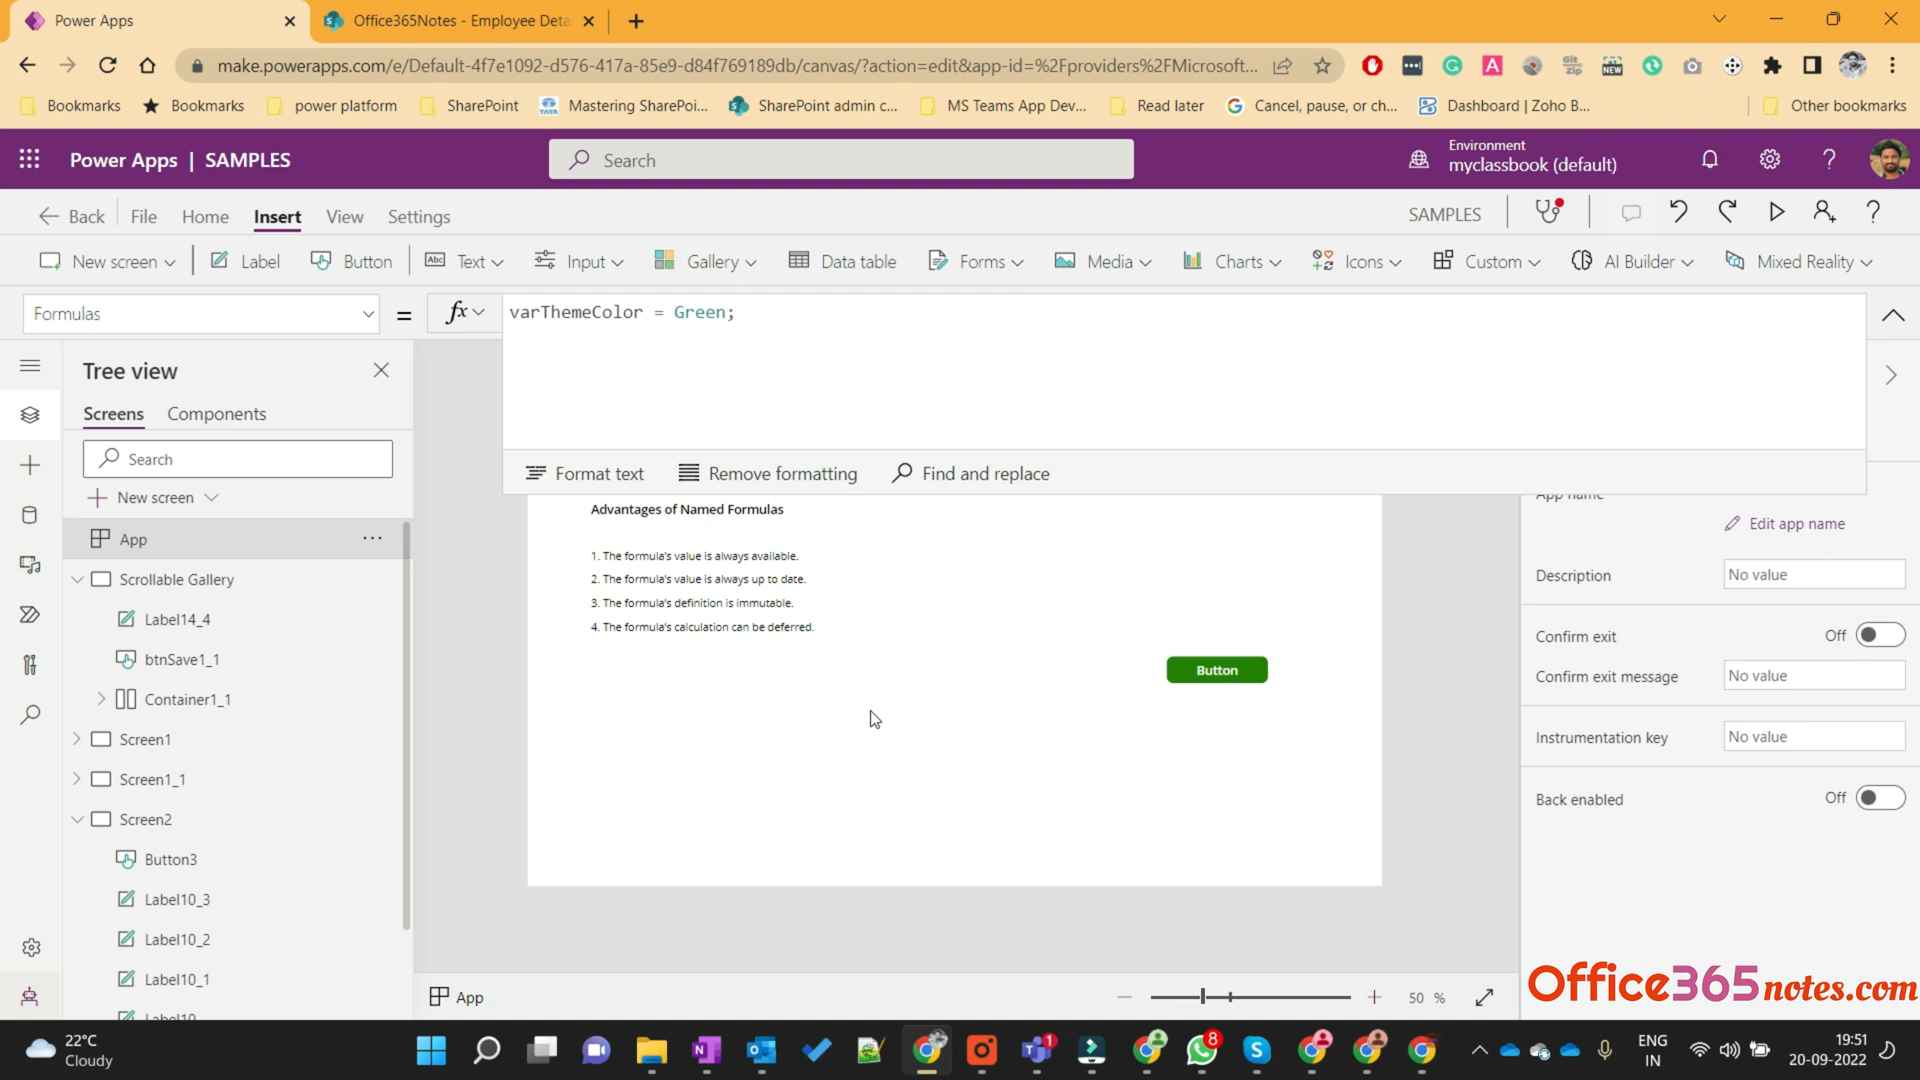 Power Apps
Office365Notes - Employee Deta
make.powerapps.com/e/Default-4f7e1092-d576-417a-85e9-d84f769189db/canvas/?action=edit&app-id=%2Fproviders%2FMicrosoft...
Bookmarks
Bookmarks
power platform
SharePoint
Mastering SharePoi...
SharePoint admin c...
MS Teams App Dev...
Read later
Cancel, pause, or ch...
Dashboard | Zoho B...
Other bookmarks
Power Apps | SAMPLES
Search
Environment
myclassbook (default)
Back
File
Home
Insert
View
Settings
SAMPLES
New screen
Label
Button
Text
Input
Gallery
Data table
Forms
Media
Charts
Icons
Custom
AI Builder
Mixed Reality
Formulas
=
fx
varThemeColor = Green;
Tree view
Screens
Components
Search
New screen
App
Scrollable Gallery
Label14_4
btnSave1_1
Container1_1
Screen1
Screen1_1
Screen2
Button3
Label10_3
Label10_2
Label10_1
Label10
Format text
Remove formatting
Find and replace
Advantages of Named Formulas
1. The formula's value is always available.
2. The formula's value is always up to date.
3. The formula's definition is immutable.
4. The formula's calculation can be deferred.
Button
App name
Edit app name
Description
No value
Confirm exit
Off
Confirm exit message
No value
Instrumentation key
No value
Back enabled
Off
App
50 %
Office365notes.com
22°C
Cloudy
1
8
ENG
IN
19:51
20-09-2022